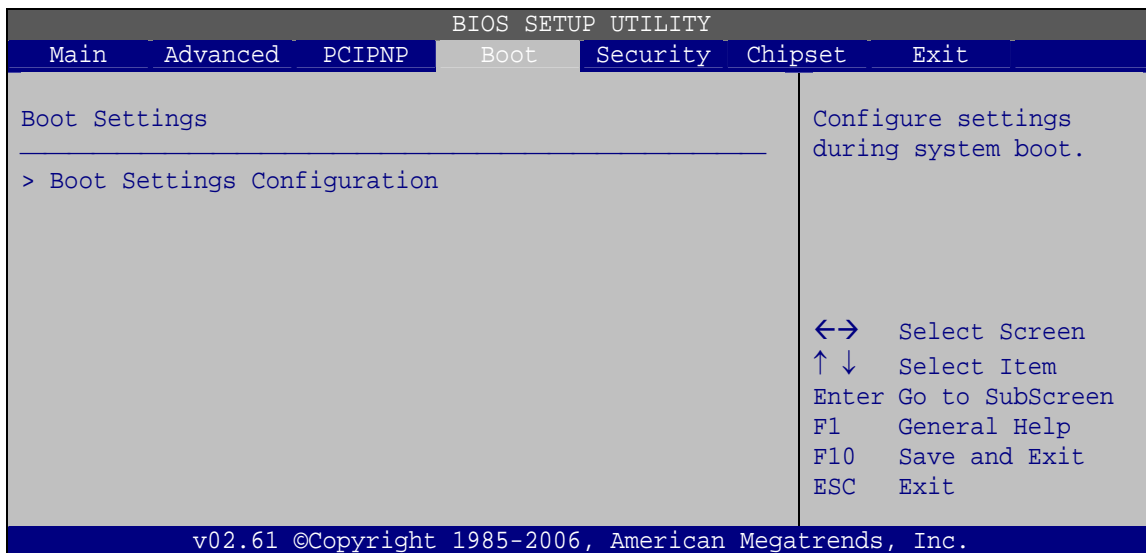 BIOS SETUP UTILITY
Main Advanced PCIPNP Boot Security Chipset Exit
Boot Settings
> Boot Settings Configuration
Configure settings
during system boot.
←→ Select Screen
↑ ↓ Select Item
Enter Go to SubScreen
F1 General Help
F10 Save and Exit
ESC Exit
v02.61 ©Copyright 1985-2006, American Megatrends, Inc.